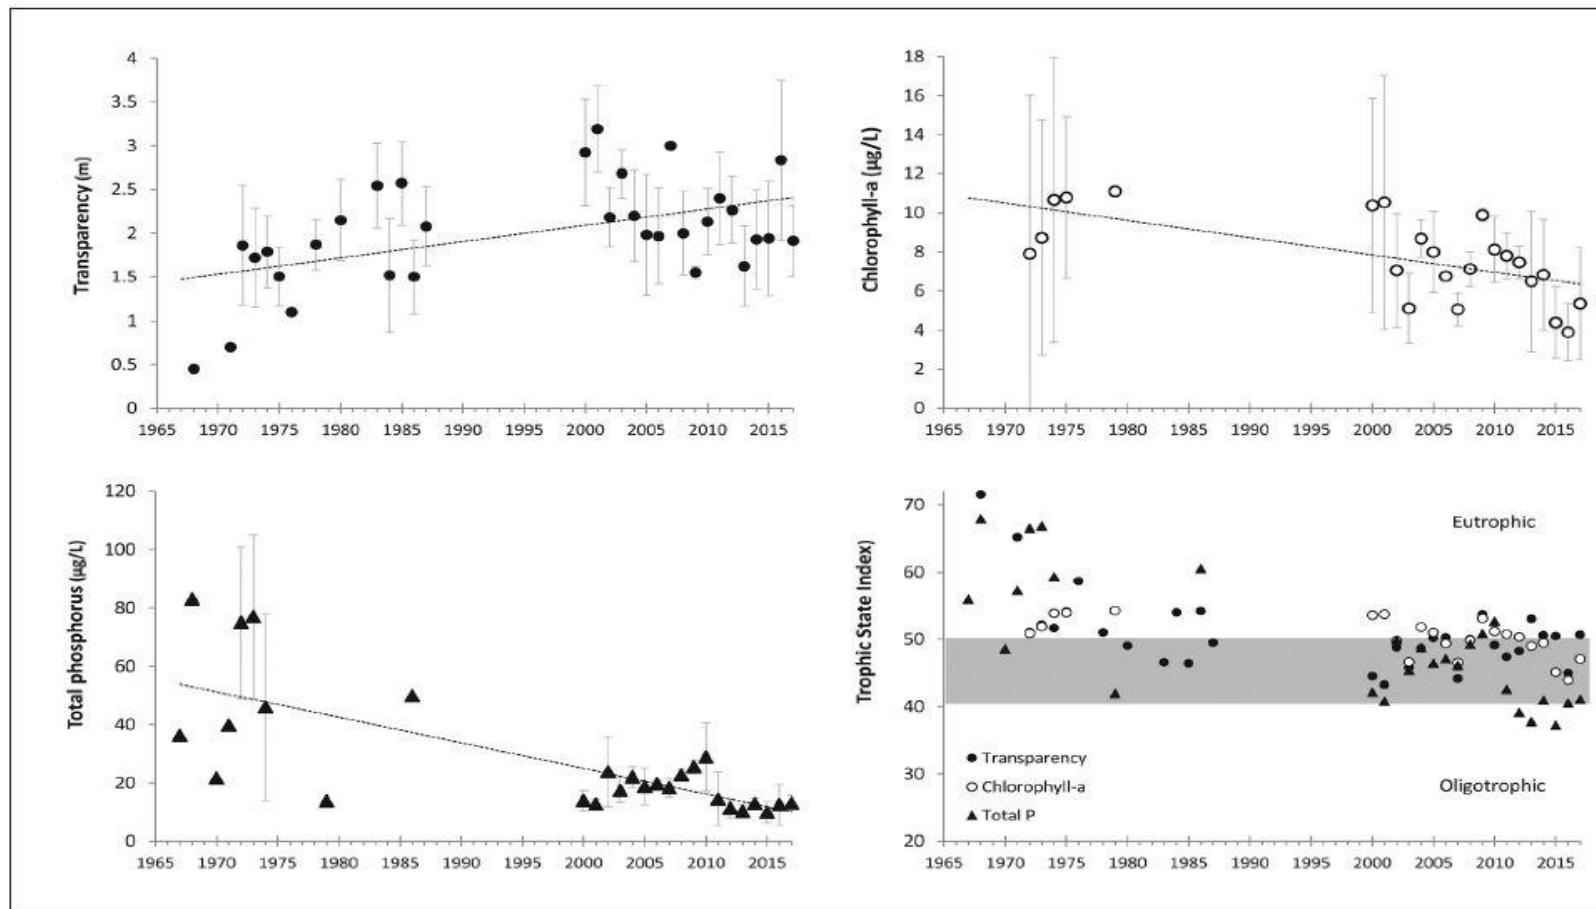 4
3.5
3
2.5
2
1.5
1
0.5
0
Transparency (m)
1965 1970 1975 1980 1985 1990 1995 2000 2005 2010 2015
18
16
14
12
10
8
6
4
2
0
Chlorophyll-a (µg/L)
1965 1970 1975 1980 1985 1990 1995 2000 2005 2010 2015
120
100
80
60
40
20
0
Total phosphorus (µg/L)
1965 1970 1975 1980 1985 1990 1995 2000 2005 2010 2015
70
60
50
40
30
20
Trophic State Index)
Eutrophic
Transparency
Chlorophyll-a
Total P
Oligotrophic
1965 1970 1975 1980 1985 1990 1995 2000 2005 2010 2015